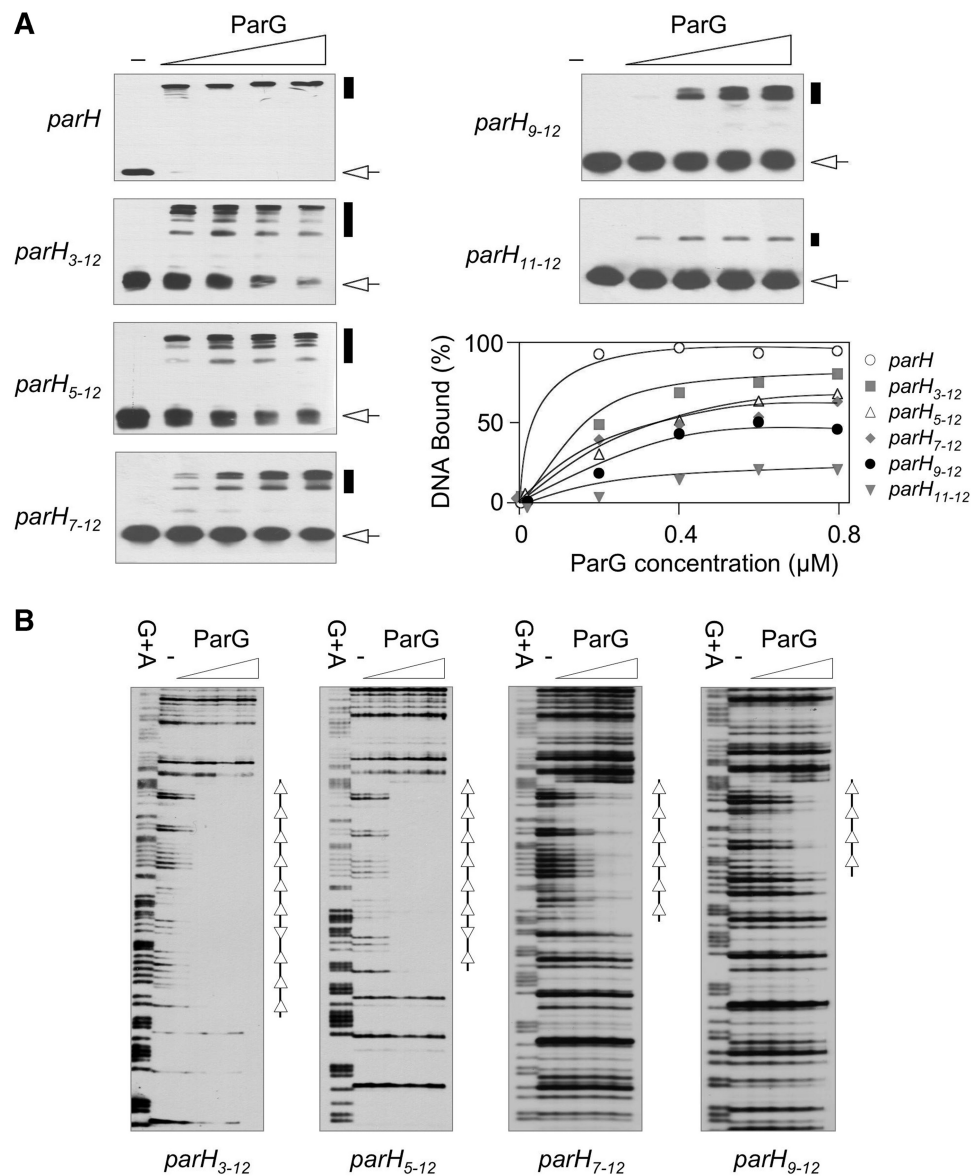 A
ParG
–
parH
parH3-12
parH5-12
parH7-12
ParG
–
parH9-12
parH11-12
DNA Bound (%)
100
50
0
0
0.4
0.8
ParG concentration (μM)
parH
parH3-12
parH5-12
parH7-12
parH9-12
parH11-12
B
G+A
-
ParG
parH3-12
G+A
-
ParG
parH5-12
G+A
-
ParG
parH7-12
G+A
-
ParG
parH9-12